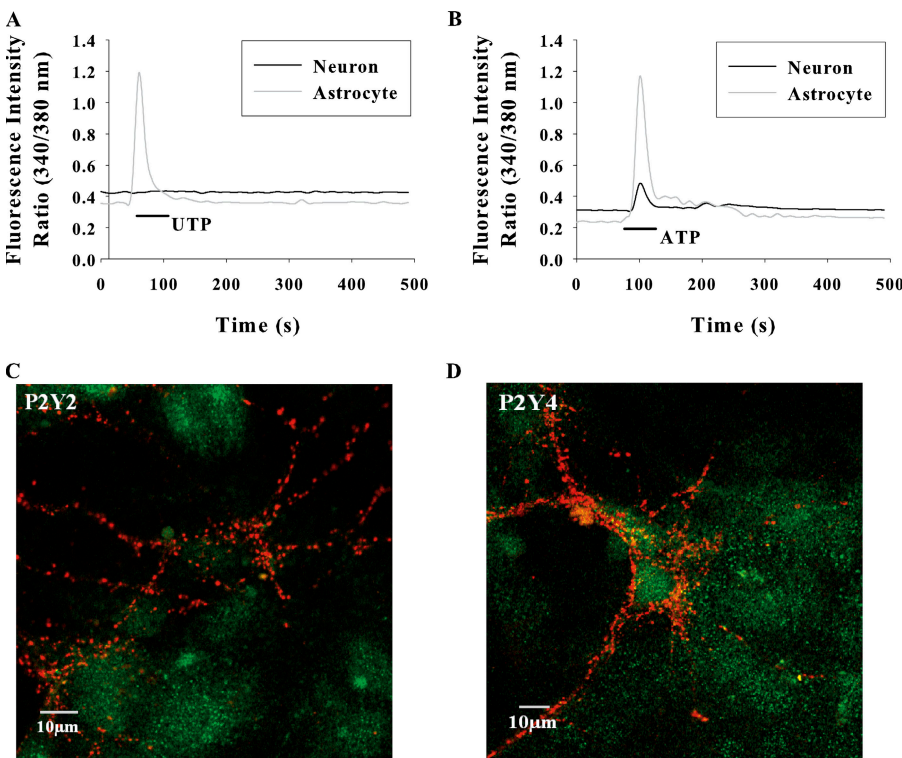 A
Fluorescence Intensity
Ratio (340/380 nm)
1.4
1.2
1.0
0.8
0.6
0.4
0.2
0.0
Neuron
Astrocyte
UTP
0 100 200 300 400 500
Time (s)
B
Fluorescence Intensity
Ratio (340/380 nm)
1.4
1.2
1.0
0.8
0.6
0.4
0.2
0.0
Neuron
Astrocyte
ATP
0 100 200 300 400 500
Time (s)
C
P2Y2
10μm
D
P2Y4
10μm